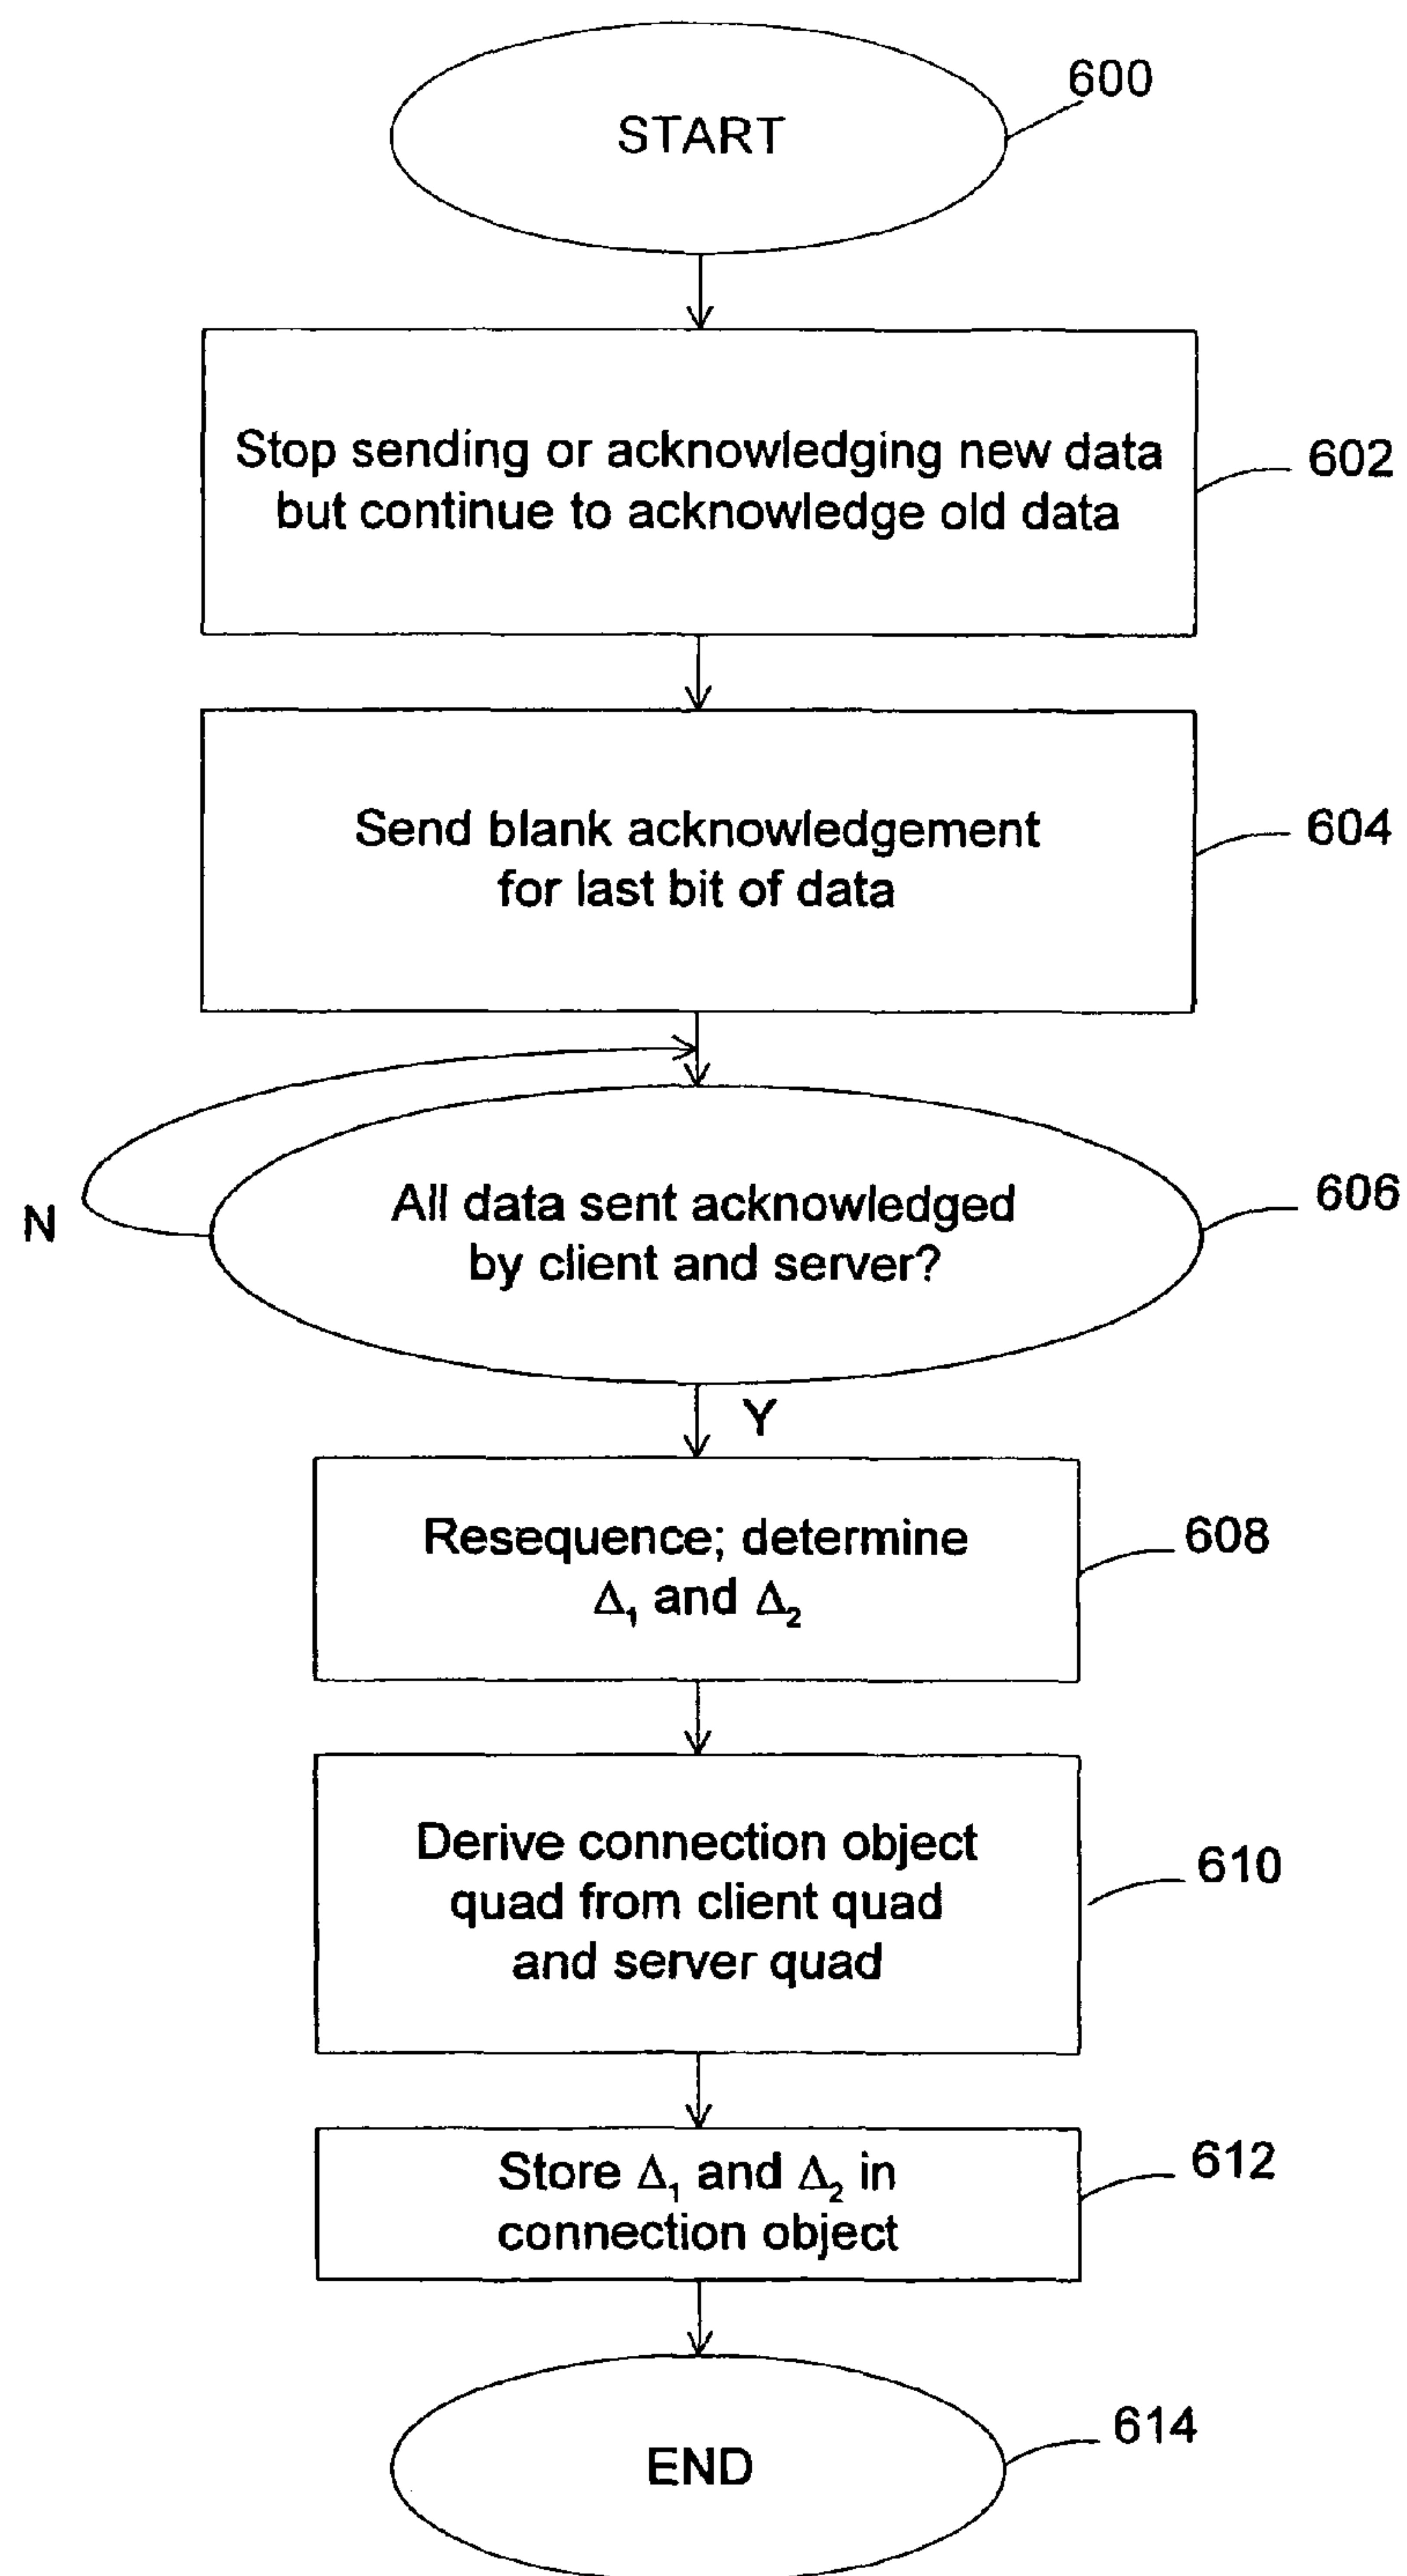 START
600
Stop sending or acknowledging new data
but continue to acknowledge old data
602
Send blank acknowledgement
for last bit of data
604
N
All data sent acknowledged
by client and server?
606
Y
Resequence; determine
Δ₁ and Δ₂
608
Derive connection object
quad from client quad
and server quad
610
Store Δ₁ and Δ₂ in
connection object
612
END
614